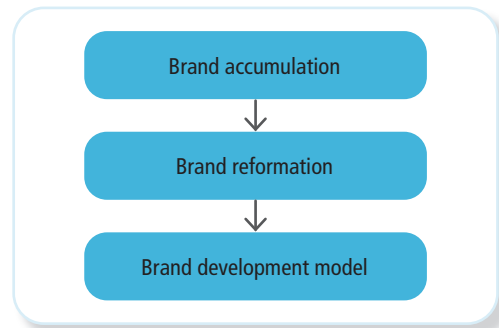 Brand accumulation
Brand reformation
Brand development model